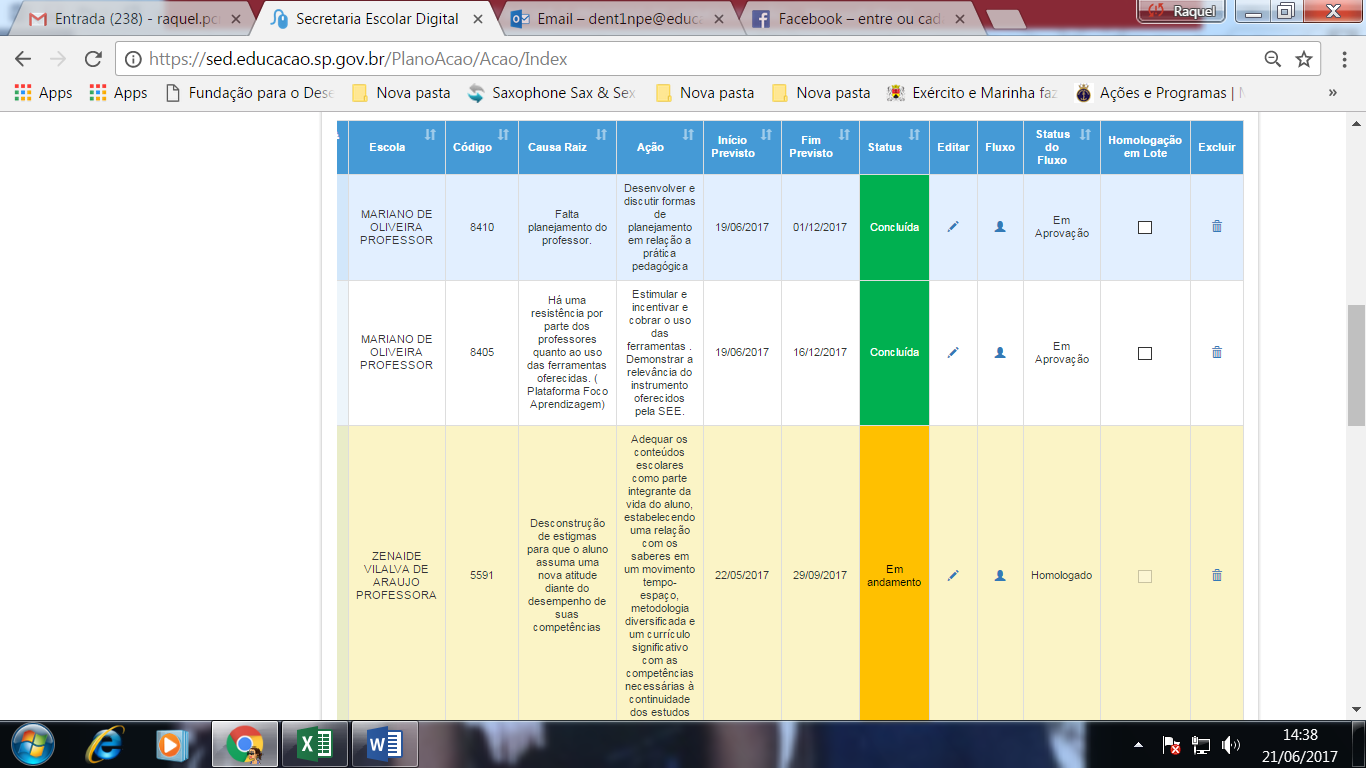 Entrada (238) - raquel.pc
Secretaria Escolar Digital
Email – dent1npe@educa
Facebook – entre ou cad
Raquel
https://sed.educacao.sp.gov.br/PlanoAcao/Acao/Index
Apps
Apps
Fundação para o Dese
Nova pasta
Saxophone Sax & Sex
Nova pasta
Nova pasta
Exército e Marinha faz
Ações e Programas |
»
Escola
Código
Causa Raiz
Ação
Início
Previsto
Fim
Previsto
Status
Editar
Fluxo
Status
do
Fluxo
Homologação
em Lote
Excluir
MARIANO DE
OLIVEIRA
PROFESSOR
8410
Falta
planejamento do
professor.
Desenvolver e
discutir formas
de
planejamento
em relação a
prática
pedagógica
19/06/2017
01/12/2017
Concluída
Em
Aprovação
MARIANO DE
OLIVEIRA
PROFESSOR
8405
Há uma
resistência por
parte dos
professores
quanto ao uso
das ferramentas
oferecidas. (
Plataforma Foco
Aprendizagem)
Estimular e
incentivar e
cobrar o uso
das
ferramentas .
Demonstrar a
relevância do
instrumento
oferecidos
pela SEE.
19/06/2017
16/12/2017
Concluída
Em
Aprovação
ZENAIDE
VILALVA DE
ARAUJO
PROFESSORA
5591
Desconstrução
de estigmas
para que o aluno
assuma uma
nova atitude
diante do
desempenho de
suas
competências
Adequar os
conteúdos
escolares
como parte
integrante da
vida do aluno,
estabelecendo
uma relação
com os
saberes em
um movimento
tempo-
espaço,
metodologia
diversificada e
um currículo
significativo
com as
competências
necessárias à
continuidade
dos estudos
22/05/2017
29/09/2017
Em
andamento
Homologado
14:38
21/06/2017